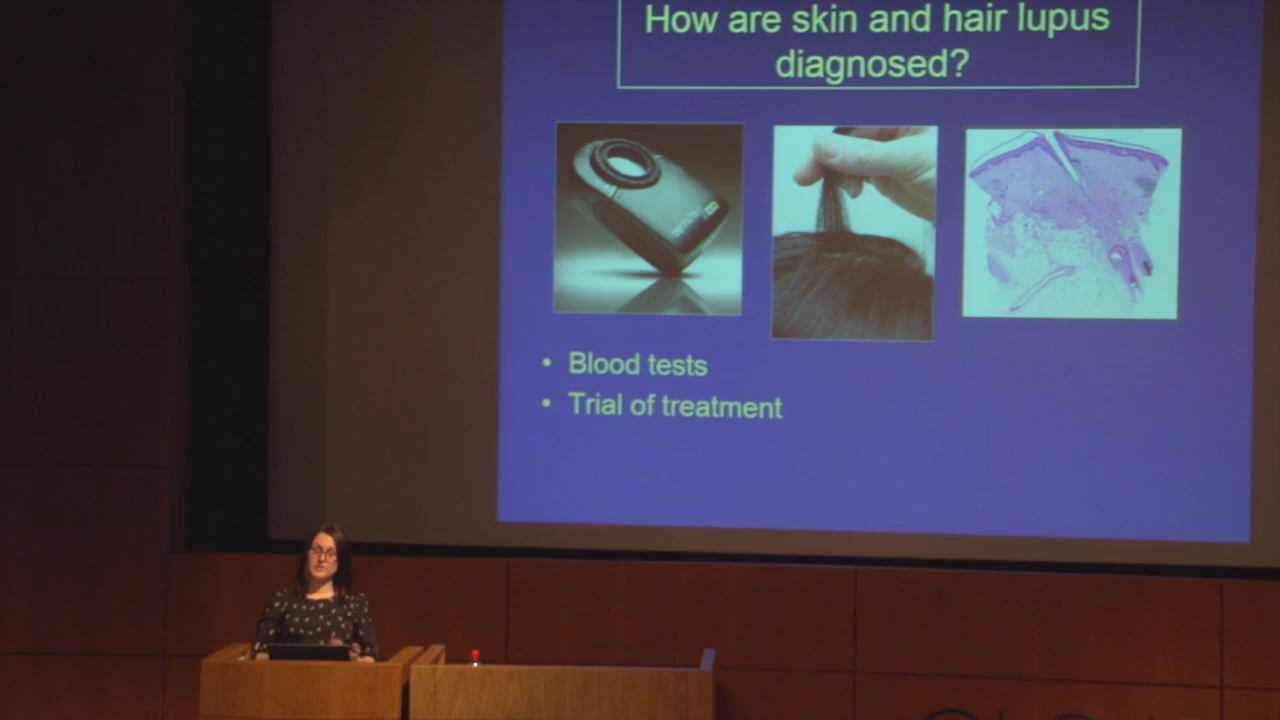 How are skin and hair lupus
diagnosed?
• Blood tests
• Trial of treatment